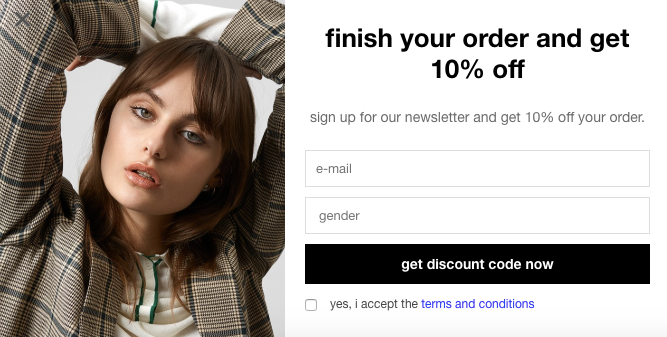 finish your order and get
10% off
sign up for our newsletter and get 10% off your order.
e-mail
gender
get discount code now
yes, i accept the terms and conditions